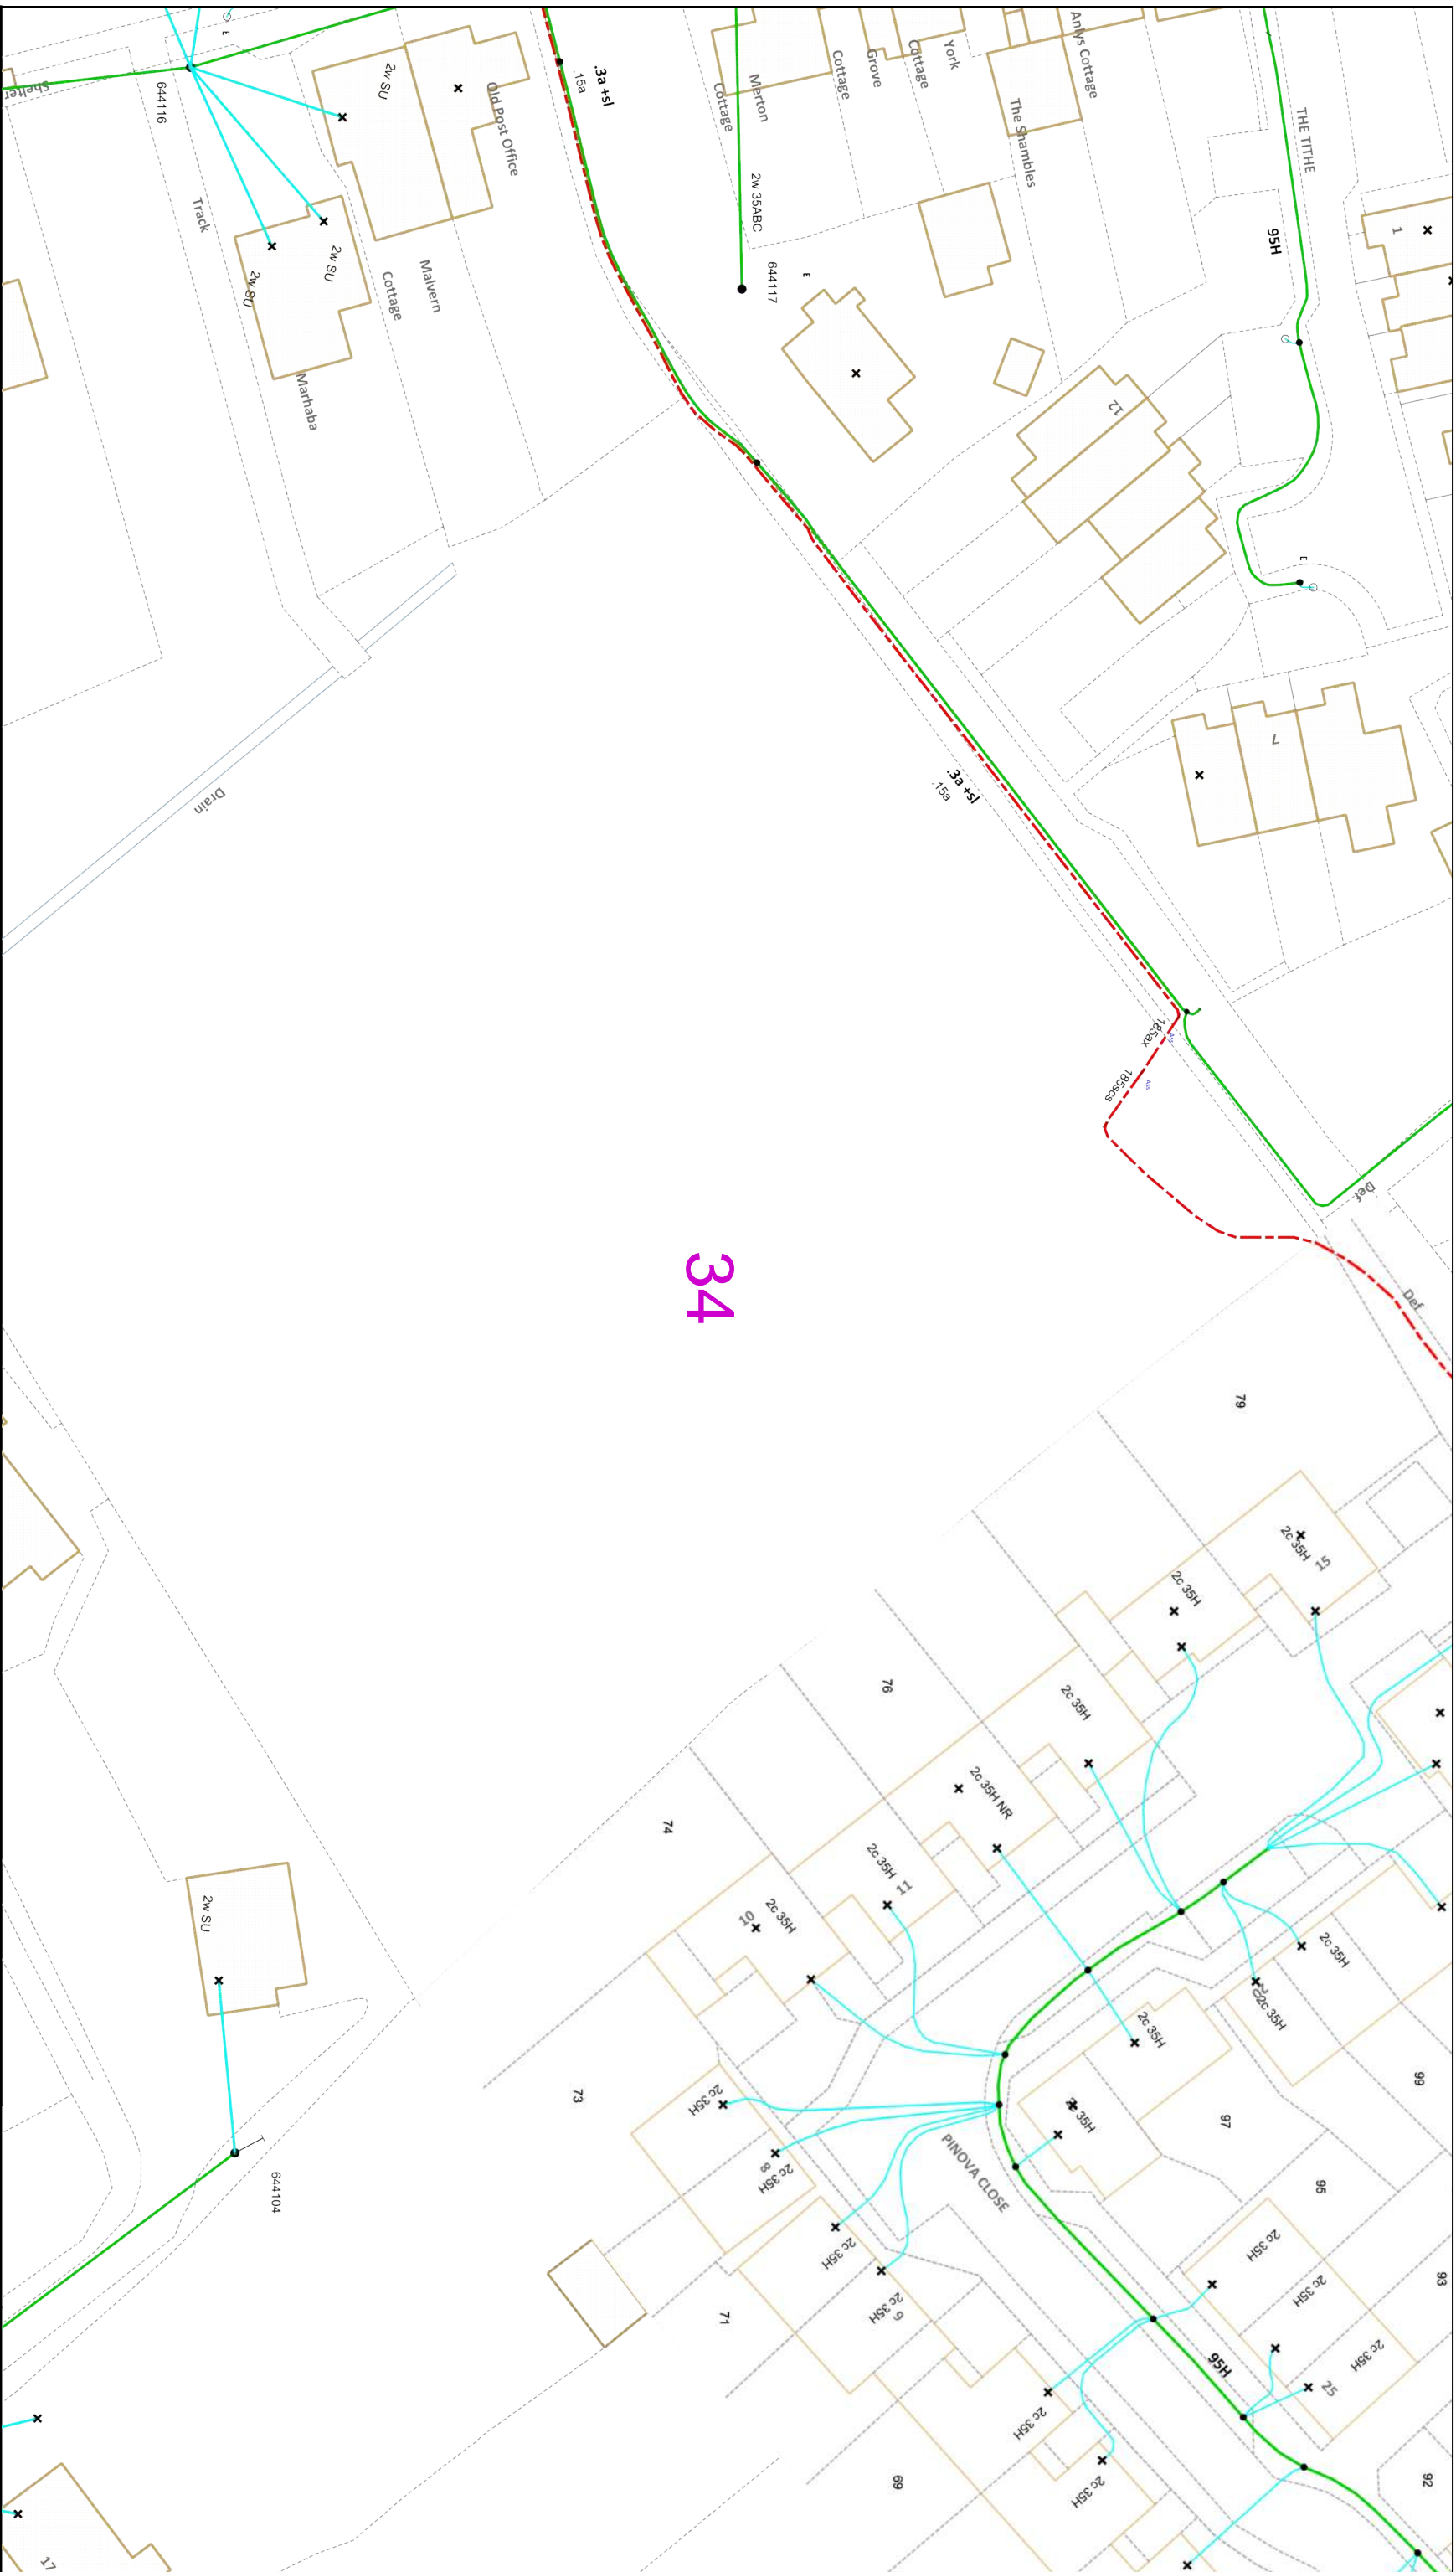 Shelter
E
644116
2w SU
Old Post Office
.3a +sl
.15a
Merton
Cottage
Cottage
Grove
Cottage
York
Anlys Cottage
The Shambles
THE TITHE
95H
1
2w 35ABC
644117
E
Track
2w SU
2w SU
Cottage
Malvern
Marhaba
12
E
7
Drain
.3a +sl
.15a
185ax
Ass
185scs
Ass
Def
Def
34
79
2c 35H
15
2c 35H
2c 35H
76
2c 35H NR
74
2c 35H
11
2c 35H
10
2w SU
2c 35H
2c 35H
2c 35H
2c 35H
99
97
73
2c 35H
8
2c 35H
PINOVA CLOSE
95
93
644104
2c 35H
2c 35H
9
71
2c 35H
2c 35H
2c 35H
25
95H
2c 35H
2c 35H
69
92
17